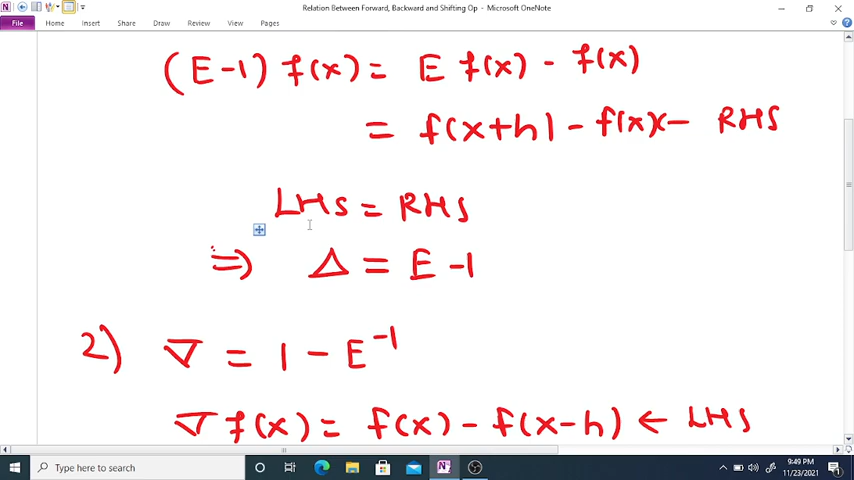 Relation Between Forward, Backward and Shifting Op - Microsoft OneNote
File Home Insert Share Draw History Review View Pages
(E-1) f(x) = E f(x) - f(x)
= f(x+h) - f(x) - RHS
LHS = RHS
⇒ Δ = E -1
2) ∇ = 1 - E⁻¹
∇ f(x) = f(x) - f(x-h) ← LHS
Type here to search
9:49 PM
11/23/2021